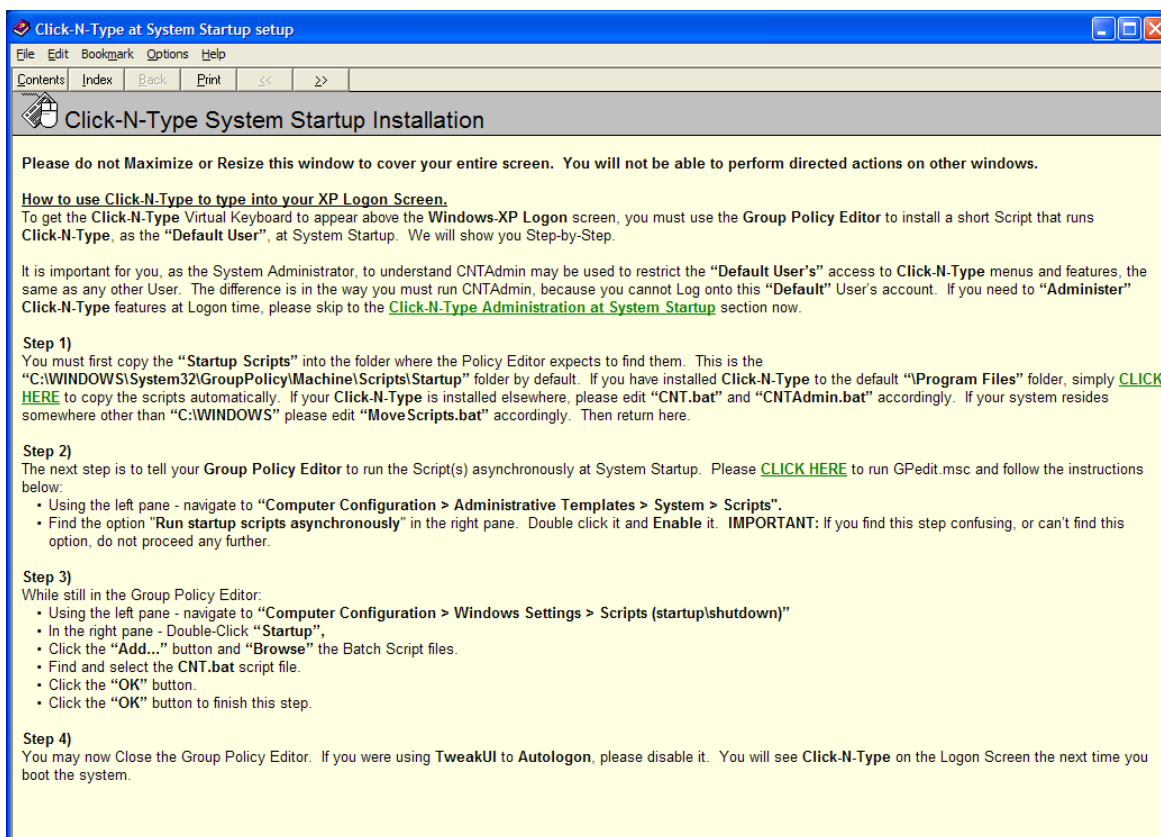 Click-N-Type at System Startup setup
File Edit Bookmark Options Help
Contents Index Back Print << >>
Click-N-Type System Startup Installation
Please do not Maximize or Resize this window to cover your entire screen. You will not be able to perform directed actions on other windows.
How to use Click-N-Type to type into your XP Logon Screen.
To get the Click-N-Type Virtual Keyboard to appear above the Windows-XP Logon screen, you must use the Group Policy Editor to install a short Script that runs
Click-N-Type, as the “Default User”, at System Startup. We will show you Step-by-Step.
It is important for you, as the System Administrator, to understand CNTAdmin may be used to restrict the “Default User's” access to Click-N-Type menus and features, the
same as any other User. The difference is in the way you must run CNTAdmin, because you cannot Log onto this “Default” User's account. If you need to “Administer”
Click-N-Type features at Logon time, please skip to the Click-N-Type Administration at System Startup section now.
Step 1)
You must first copy the “Startup Scripts” into the folder where the Policy Editor expects to find them. This is the
“C:\WINDOWS\System32\GroupPolicy\Machine\Scripts\Startup” folder by default. If you have installed Click-N-Type to the default “\Program Files” folder, simply CLICK
HERE to copy the scripts automatically. If your Click-N-Type is installed elsewhere, please edit “CNT.bat” and “CNTAdmin.bat” accordingly. If your system resides
somewhere other than “C:\WINDOWS” please edit “MoveScripts.bat” accordingly. Then return here.
Step 2)
The next step is to tell your Group Policy Editor to run the Script(s) asynchronously at System Startup. Please CLICK HERE to run GPedit.msc and follow the instructions
below:
• Using the left pane - navigate to “Computer Configuration > Administrative Templates > System > Scripts".
• Find the option "Run startup scripts asynchronously" in the right pane. Double click it and Enable it. IMPORTANT: If you find this step confusing, or can't find this
option, do not proceed any further.
Step 3)
While still in the Group Policy Editor:
• Using the left pane - navigate to “Computer Configuration > Windows Settings > Scripts (startup\shutdown)”
• In the right pane - Double-Click “Startup”,
• Click the “Add...” button and “Browse” the Batch Script files.
• Find and select the CNT.bat script file.
• Click the “OK” button.
• Click the “OK” button to finish this step.
Step 4)
You may now Close the Group Policy Editor. If you were using TweakUI to Autologon, please disable it. You will see Click-N-Type on the Logon Screen the next time you
boot the system.